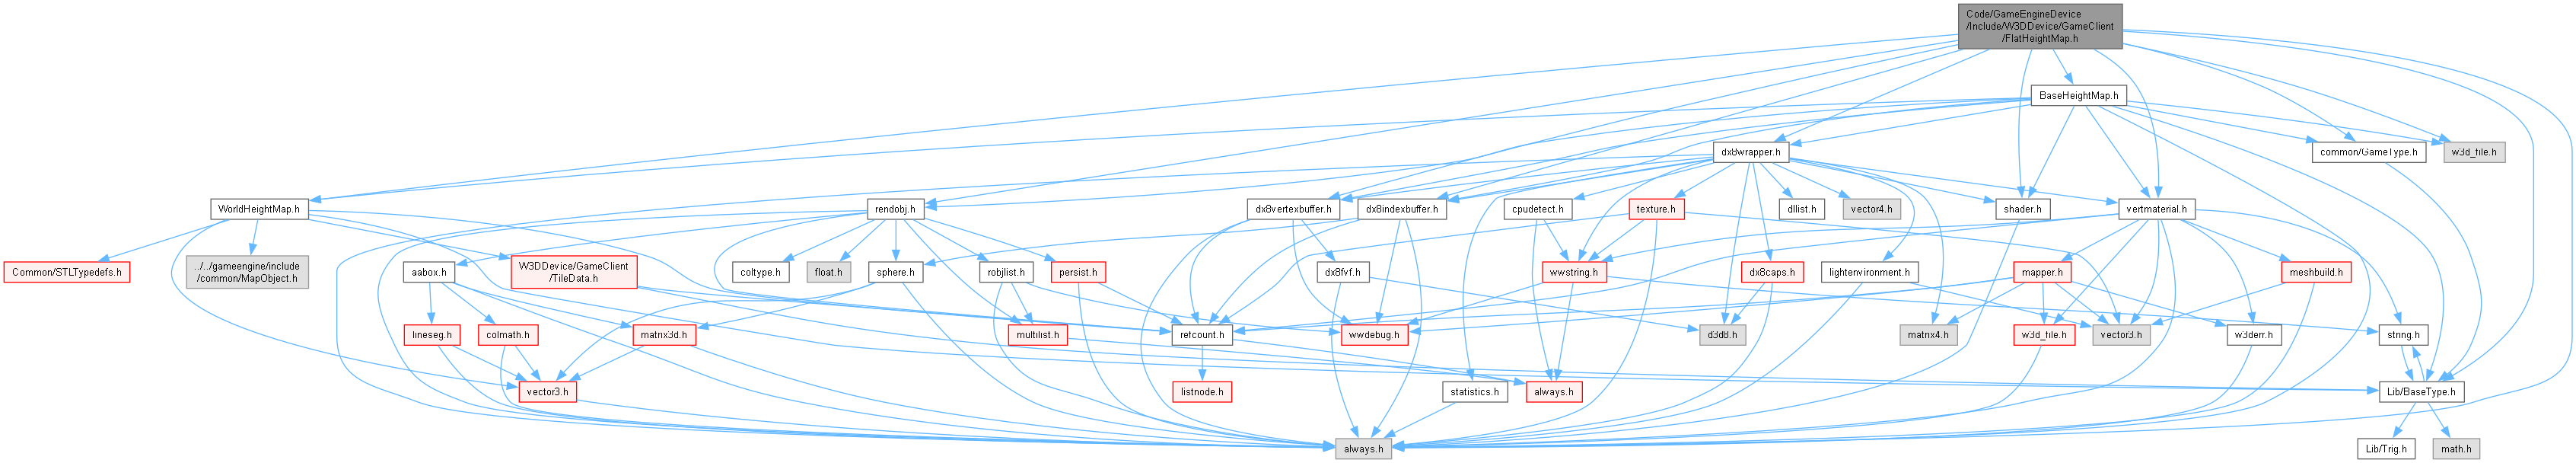 Code/GameEngineDevice
/Include/W3DDevice/GameClient
/FlatHeightMap.h
BaseHeightMap.h
dx8wrapper.h
common/GameType.h
w3d_file.h
WorldHeightMap.h
rendobj.h
dx8vertexbuffer.h
dx8indexbuffer.h
cpudetect.h
texture.h
dllist.h
vector4.h
shader.h
vertmaterial.h
Common/STLTypedefs.h
../../gameengine/include
/common/MapObject.h
aabox.h
W3DDevice/GameClient
/TileData.h
coltype.h
float.h
sphere.h
robjlist.h
persist.h
dx8fvf.h
wwstring.h
dx8caps.h
lightenvironment.h
mapper.h
meshbuild.h
lineseg.h
colmath.h
matrix3d.h
refcount.h
multilist.h
wwdebug.h
d3d8.h
matrix4.h
w3d_file.h
vector3.h
w3derr.h
string.h
vector3.h
listnode.h
statistics.h
always.h
Lib/BaseType.h
always.h
Lib/Trig.h
math.h